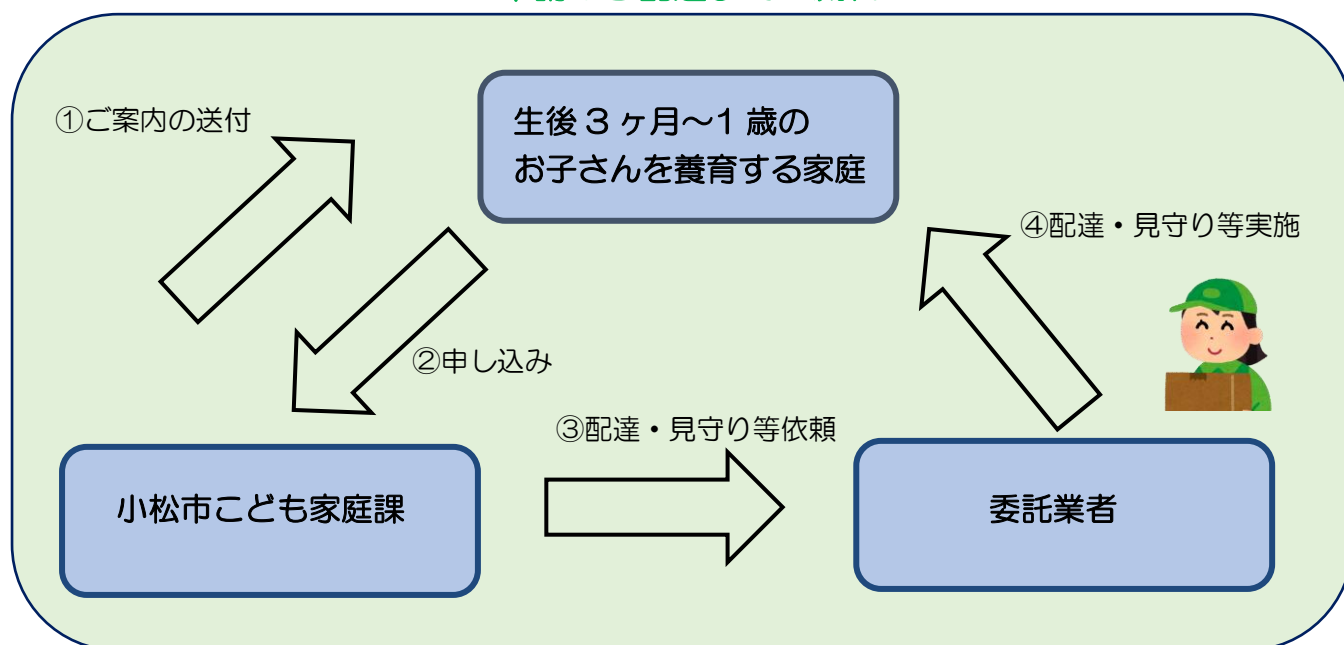 ①ご案内の送付
生後 3 ヶ月～1 歳の
お子さんを養育する家庭
④配達・見守り等実施
②申し込み
③配達・見守り等依頼
小松市こども家庭課
委託業者